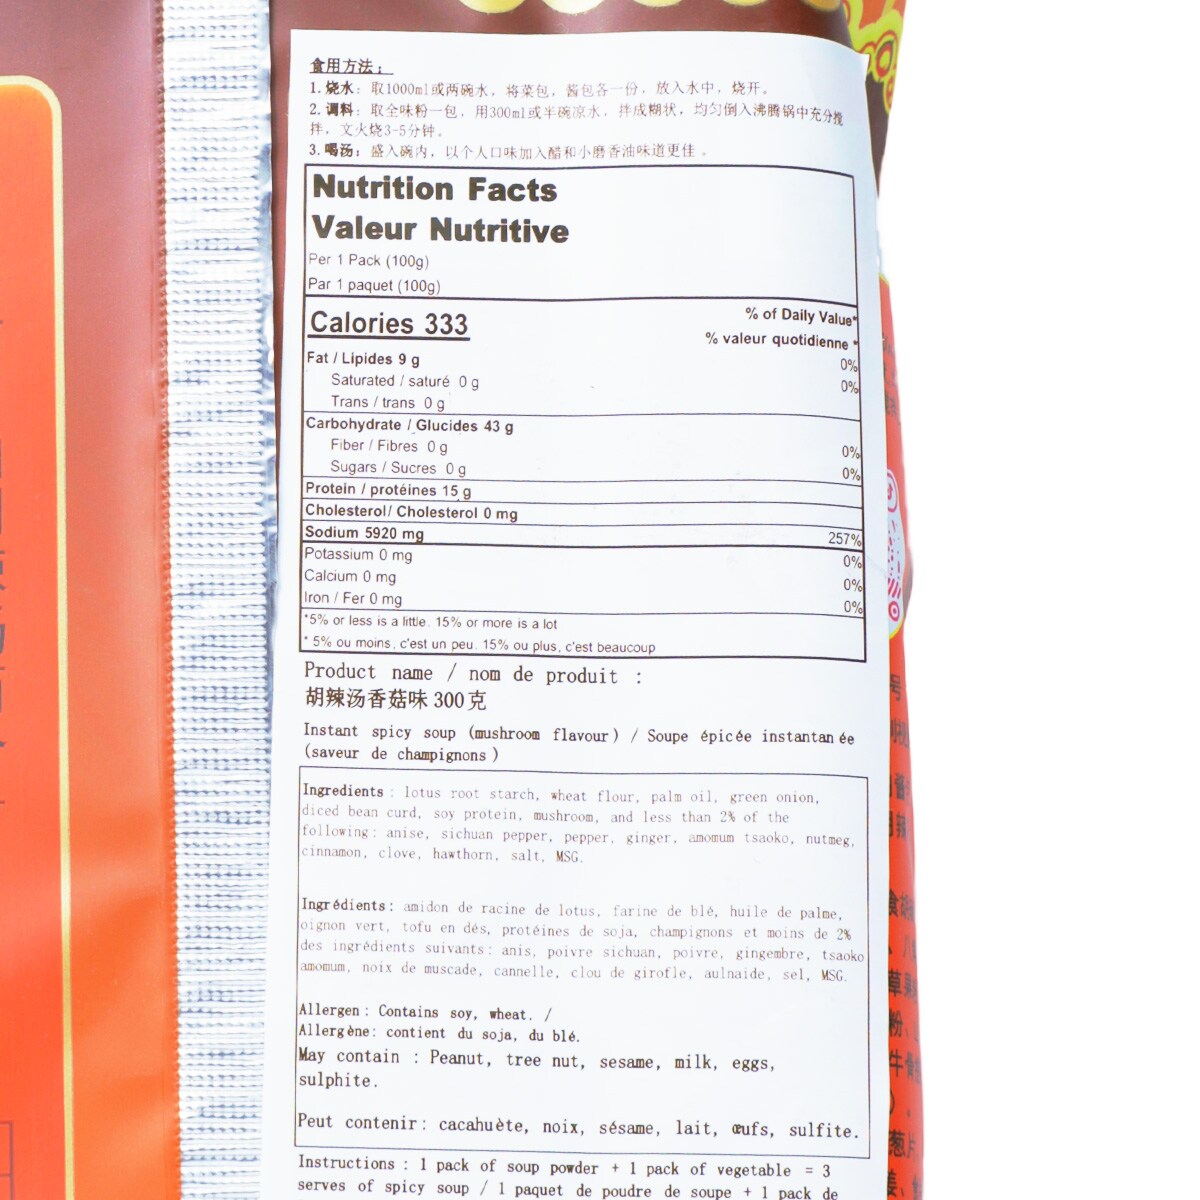 食用方法：
1.烧水：取1000ml或两碗水，将菜包，酱包各一份，放入水中，烧开。
2.调料：取全味粉一包，用300ml或半碗凉水，拌成糊状，均匀倒入沸腾锅中充分搅
拌，文火烧3-5分钟。
3.喝汤：盛入碗内，以个人口味加入醋和小磨香油味道更佳。
Nutrition Facts
Valeur Nutritive
Per 1 Pack (100g)
Par 1 paquet (100g)
Calories 333
% of Daily Value*
% valeur quotidienne *
Fat / Lipides 9 g 0%
Saturated / saturé 0 g 0%
Trans / trans 0 g
Carbohydrate / Glucides 43 g
Fiber / Fibres 0 g 0%
Sugars / Sucres 0 g 0%
Protein / protéines 15 g
Cholesterol/ Cholesterol 0 mg
Sodium 5920 mg 257%
Potassium 0 mg 0%
Calcium 0 mg 0%
Iron / Fer 0 mg 0%
*5% or less is a little. 15% or more is a lot
* 5% ou moins, c'est un peu. 15% ou plus, c'est beaucoup
Product name / nom de produit :
胡辣汤香菇味 300克
Instant spicy soup (mushroom flavour) / Soupe épicée instantanée
(saveur de champignons )
Ingredients : lotus root starch, wheat flour, palm oil, green onion,
diced bean curd, soy protein, mushroom, and less than 2% of the
following: anise, sichuan pepper, pepper, ginger, amomum tsaoko, nutmeg,
cinnamon, clove, hawthorn, salt, MSG.
Ingrédients: amidon de racine de lotus, farine de blé, huile de palme,
oignon vert, tofu en dés, protéines de soja, champignons et moins de 2%
des ingrédients suivants: anis, poivre sichuan, poivre, gingembre, tsaoko
amomum, noix de muscade, cannelle, clou de girofle, aulnaide, sel, MSG.
Allergen: Contains soy, wheat. /
Allergène: contient du soja, du blé.
May contain : Peanut, tree nut, sesame, milk, eggs,
sulphite.
Peut contenir: cacahuète, noix, sésame, lait, œufs, sulfite.
Instructions : 1 pack of soup powder + 1 pack of vegetable = 3
serves of spicy soup / 1 paquet de poudre de soupe + 1 pack de